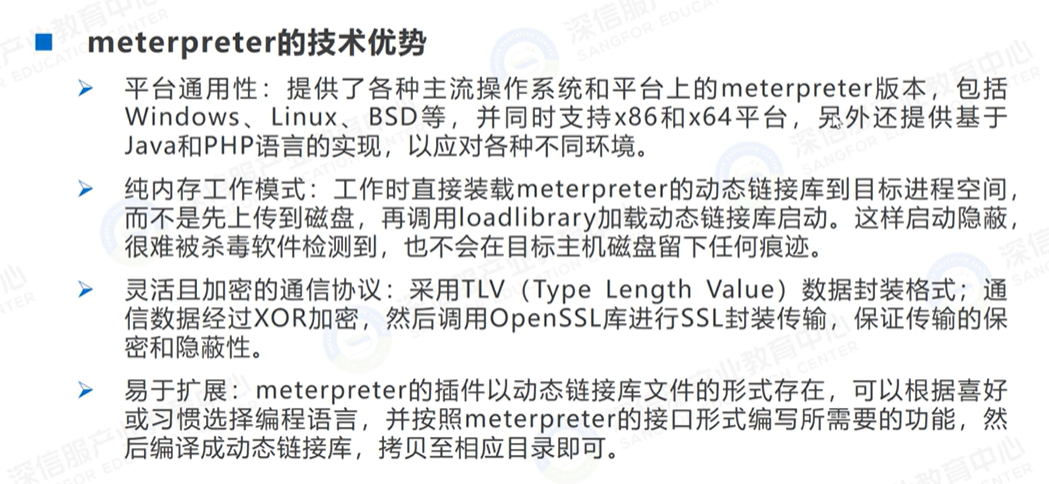 meterpreter的技术优势
平台通用性：提供了各种主流操作系统和平台上的meterpreter版本，包括
Windows、Linux、BSD等，并同时支持x86和x64平台，另外还提供基于
Java和PHP语言的实现，以应对各种不同环境。
纯内存工作模式：工作时直接装载meterpreter的动态链接库到目标进程空间，
而不是先上传到磁盘，再调用loadlibrary加载动态链接库启动。这样启动隐蔽，
很难被杀毒软件检测到，也不会在目标主机磁盘留下任何痕迹。
灵活且加密的通信协议：采用TLV（Type Length Value）数据封装格式；通
信数据经过XOR加密，然后调用OpenSSL库进行SSL封装传输，保证传输的保
密和隐蔽性。
易于扩展：meterpreter的插件以动态链接库文件的形式存在，可以根据喜好
或习惯选择编程语言，并按照meterpreter的接口形式编写所需要的功能，然
后编译成动态链接库，拷贝至相应目录即可。
深信服产业教育中心
SANGFOR EDUCATION CENTER